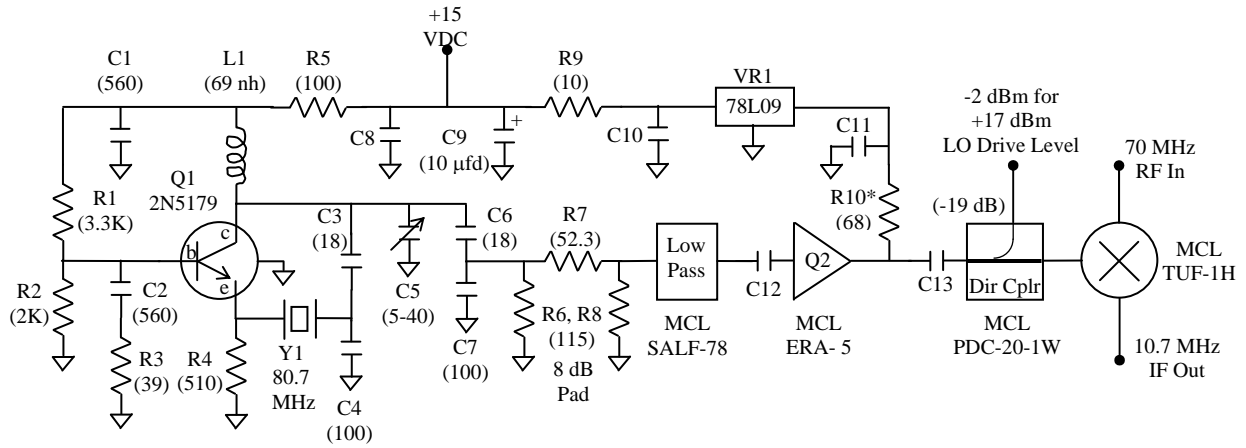 +15
VDC
C1
(560)
L1
(69 nh)
R5
(100)
C8
C9
(10 µfd)
+
R9
(10)
C10
VR1
78L09
C11
-2 dBm for
+17 dBm
LO Drive Level
70 MHz
RF In
R1
(3.3K)
Q1
2N5179
c
b
e
C3
(18)
C5
(5-40)
C6
(18)
R7
(52.3)
Low
Pass
Q2
R10*
(68)
(-19 dB)
Dir Cplr
MCL
TUF-1H
R2
(2K)
C2
(560)
R3
(39)
R4
(510)
Y1
80.7
MHz
C4
(100)
C7
(100)
R6, R8
(115)
8 dB
Pad
MCL
SALF-78
C12
MCL
ERA- 5
C13
MCL
PDC-20-1W
10.7 MHz
IF Out